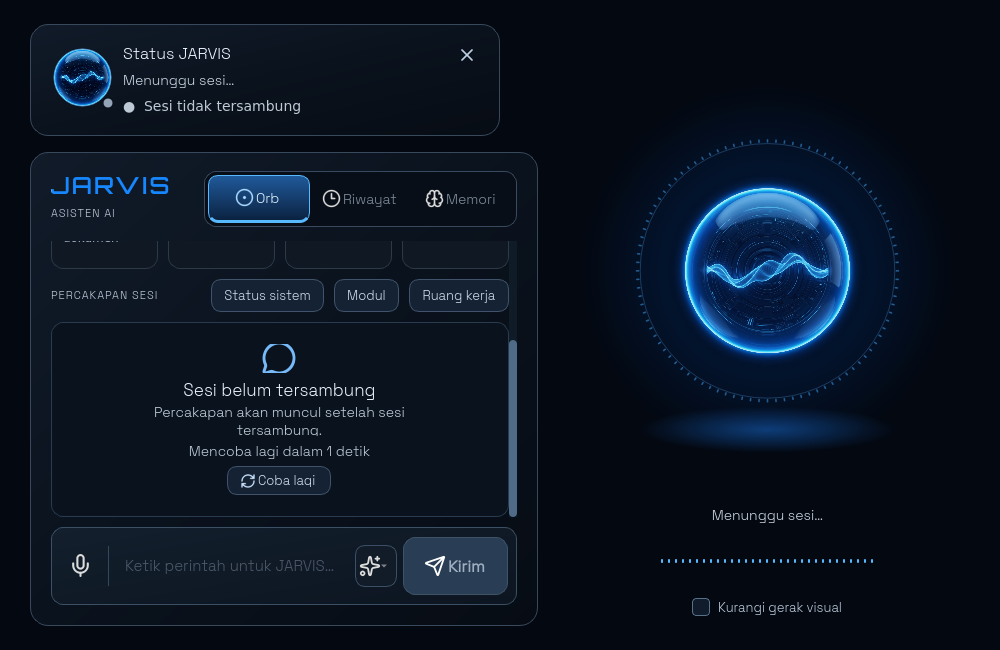 Status JARVIS
Menunggu sesi...
Sesi tidak tersambung
JARVIS
ASISTEN AI
Orb
Riwayat
Memori
PERCAKAPAN SESI
Status sistem
Modul
Ruang kerja
Sesi belum tersambung
Percakapan akan muncul setelah sesi
tersambung.
Mencoba lagi dalam 1 detik
Coba lagi
Ketik perintah untuk JARVIS...
Kirim
Menunggu sesi...
Kurangi gerak visual